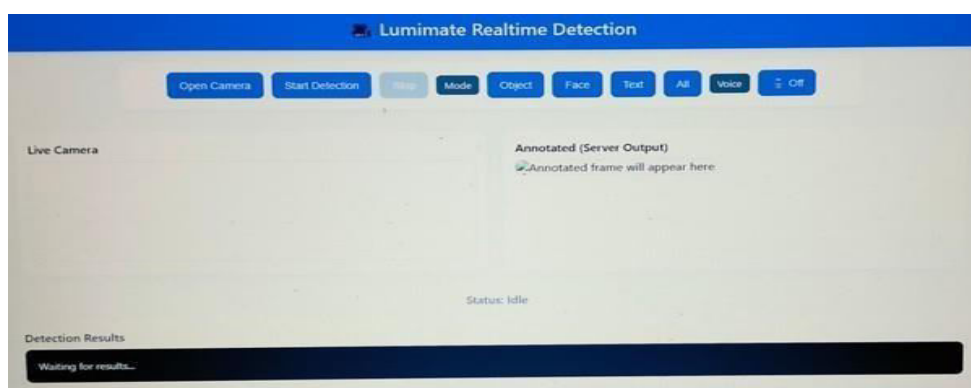 Lumimate Realtime Detection
Open Camera Start Detection Stop Mode Object Face Text All Voice Off
Live Camera
Annotated (Server Output)
Annotated frame will appear here
Status: Idle
Detection Results
Waiting for results...